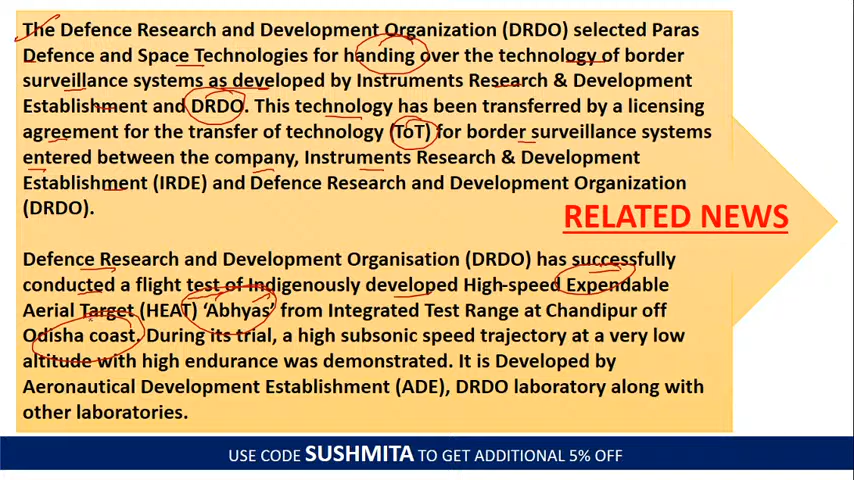 The Defence Research and Development Organization (DRDO) selected Paras
Defence and Space Technologies for handing over the technology of border
surveillance systems as developed by Instruments Research & Development
Establishment and DRDO. This technology has been transferred by a licensing
agreement for the transfer of technology (ToT) for border surveillance systems
entered between the company, Instruments Research & Development
Establishment (IRDE) and Defence Research and Development Organization
(DRDO).
RELATED NEWS
Defence Research and Development Organisation (DRDO) has successfully
conducted a flight test of Indigenously developed High-speed Expendable
Aerial Target (HEAT) ‘Abhyas’ from Integrated Test Range at Chandipur off
Odisha coast. During its trial, a high subsonic speed trajectory at a very low
altitude with high endurance was demonstrated. It is Developed by
Aeronautical Development Establishment (ADE), DRDO laboratory along with
other laboratories.
USE CODE SUSHMITA TO GET ADDITIONAL 5% OFF